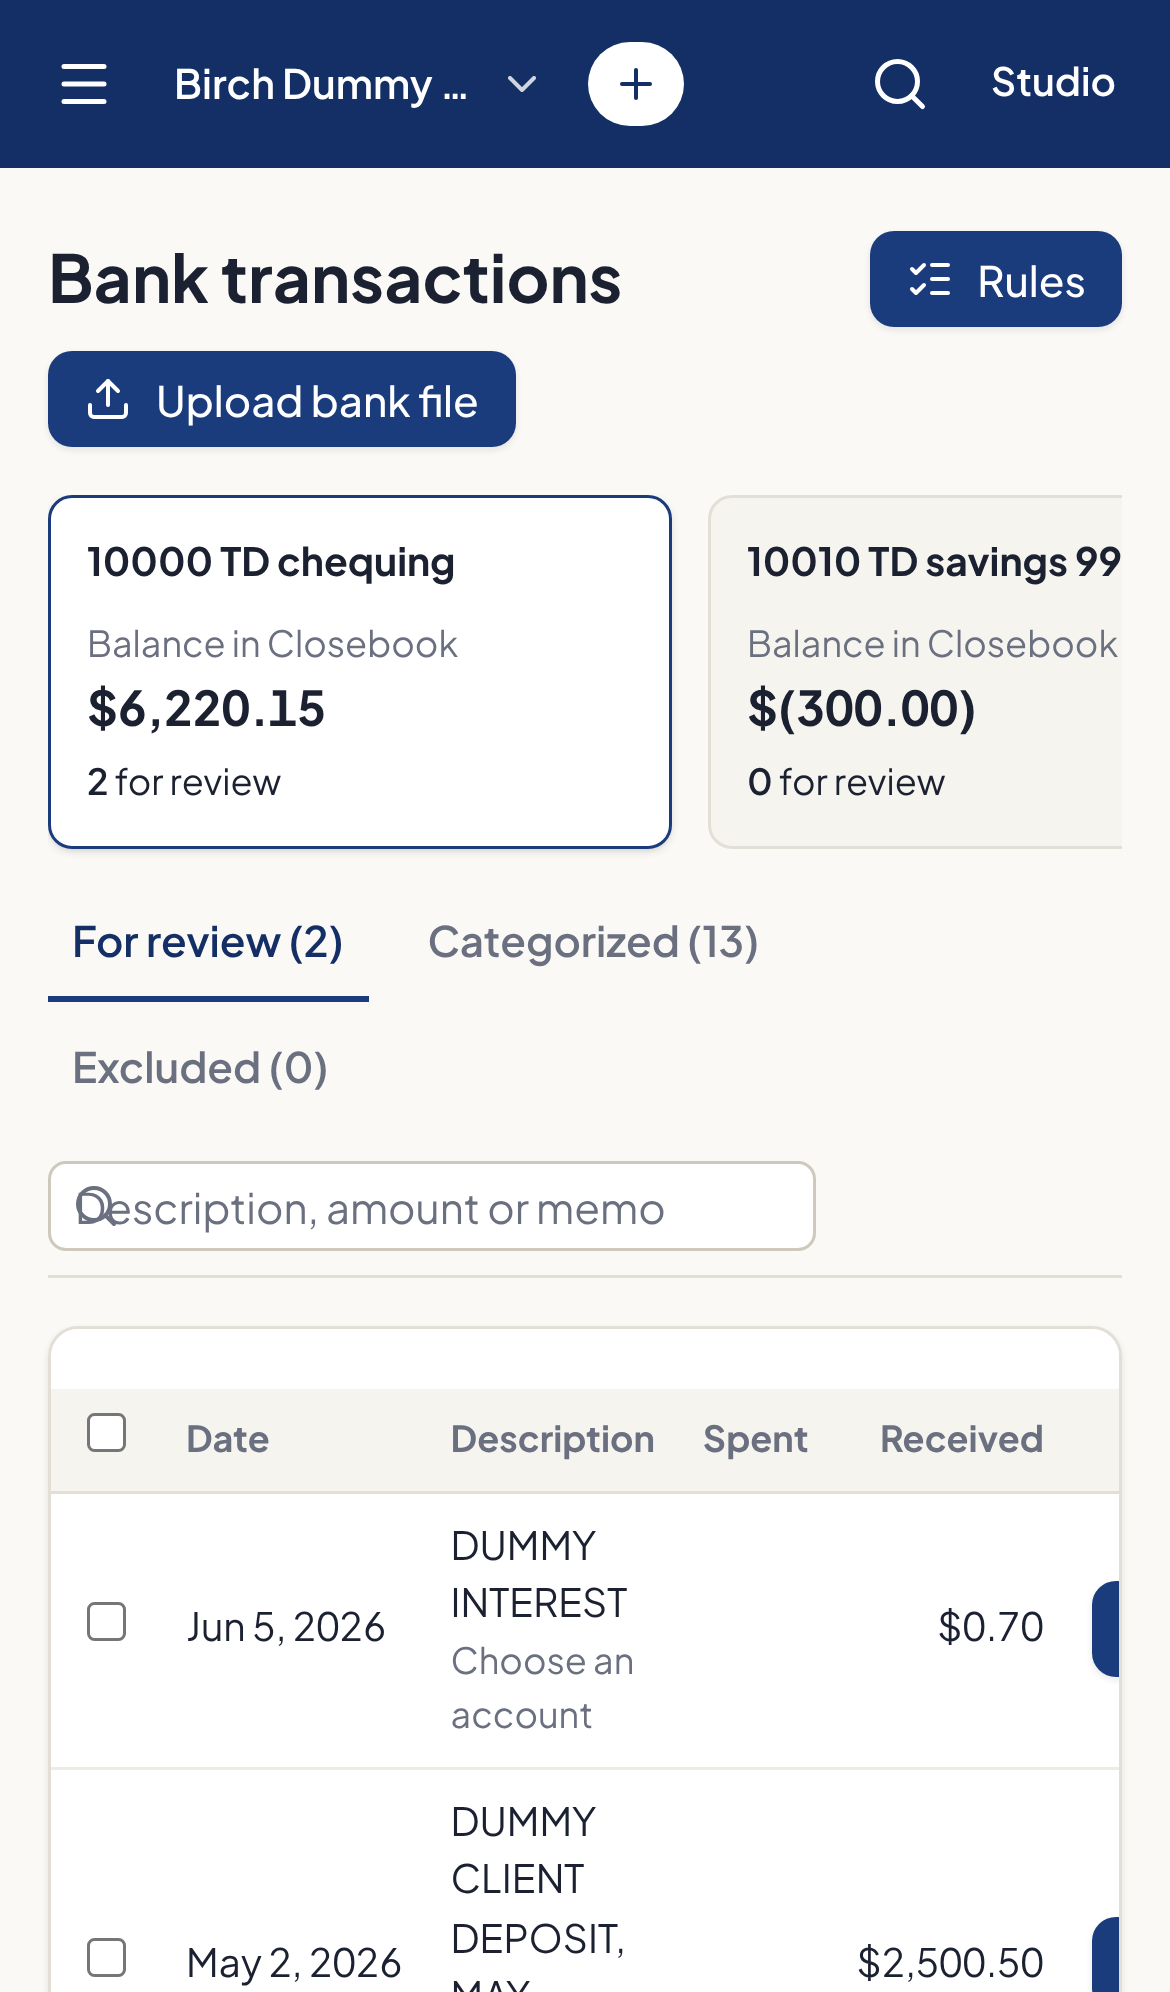 Birch Dummy ...
Studio
Bank transactions
Rules
Upload bank file
10000 TD chequing
Balance in Closebook
$6,220.15
2 for review
10010 TD savings 99
Balance in Closebook
$(300.00)
0 for review
For review (2)
Categorized (13)
Excluded (0)
Description, amount or memo
Date Description Spent Received
DUMMY
INTEREST
Choose an
account
Jun 5, 2026
$0.70
DUMMY
CLIENT
DEPOSIT,
MAY
May 2, 2026
$2,500.50